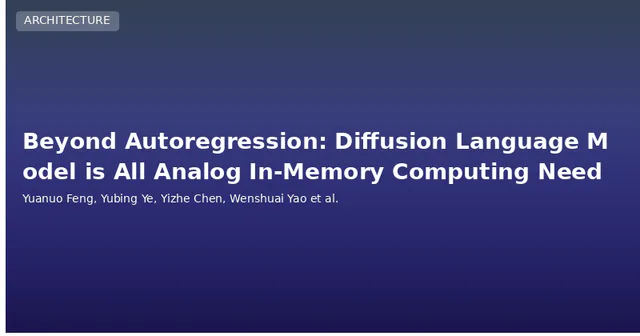 ARCHITECTURE
Beyond Autoregression: Diffusion Language M
odel is All Analog In-Memory Computing Need
Yuanuo Feng, Yubing Ye, Yizhe Chen, Wenshuai Yao et al.